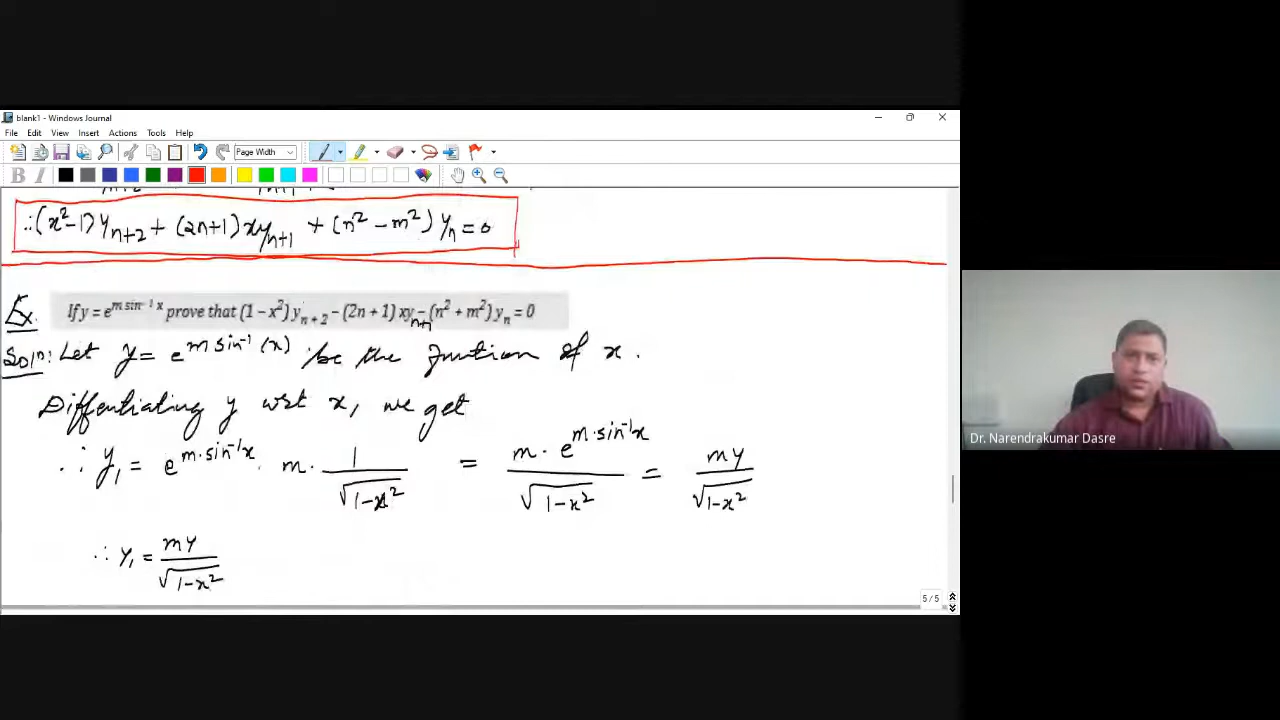 blank1 - Windows Journal
File Edit View Insert Actions Tools Help
Page Width
B I
∴(x²-1) yₙ₊₂ + (2n+1) xyₙ₊₁ + (n² - m²) yₙ = 0
Ex. If y = e^(m sin⁻¹ x) prove that (1 - x²) yₙ₊₂ - (2n + 1) xyₙ₊₁ - (n² + m²) yₙ = 0
Solⁿ: Let y = e^(m sin⁻¹(x)) be the function of x.
Diffentiating y wrt x, we get
∴ y₁ = e^(m·sin⁻¹x) · m · 1/√(1-x²) = m · e^(m·sin⁻¹x)/√(1-x²) = my/√(1-x²)
∴ y₁ = my/√(1-x²)
5 / 5
Dr. Narendrakumar Dasre